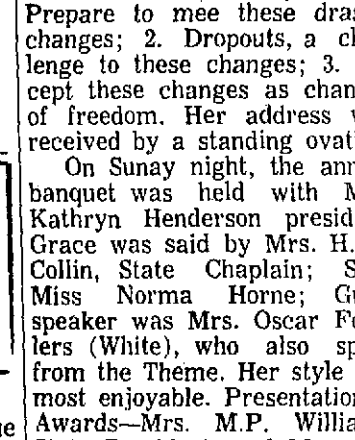 Prepare to mee these dra
changes; 2. Dropouts, a c
lenge to these changes; 3.
cept these changes as chan
of freedom. Her address
received by a standing ovat
On Sunay night, the ann
banquet was held with M
Kathryn Henderson presid
Grace was said by Mrs. H.
Collin, State Chaplain; S
Miss Norma Horne; Gu
speaker was Mrs. Oscar Fe
lers (White), who also sp
from the Theme. Her style
most enjoyable. Presentation
Awards—Mrs. M.P. Willia